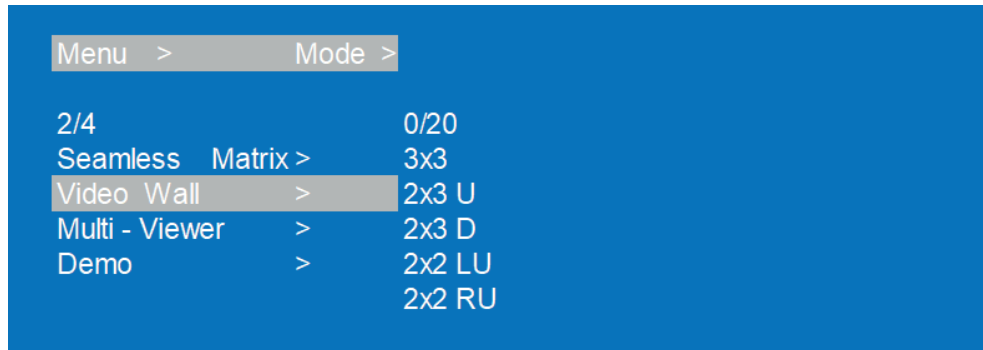 Menu > Mode >
2/4 0/20
Seamless Matrix > 3x3
Video Wall > 2x3 U
Multi - Viewer > 2x3 D
Demo > 2x2 LU
2x2 RU